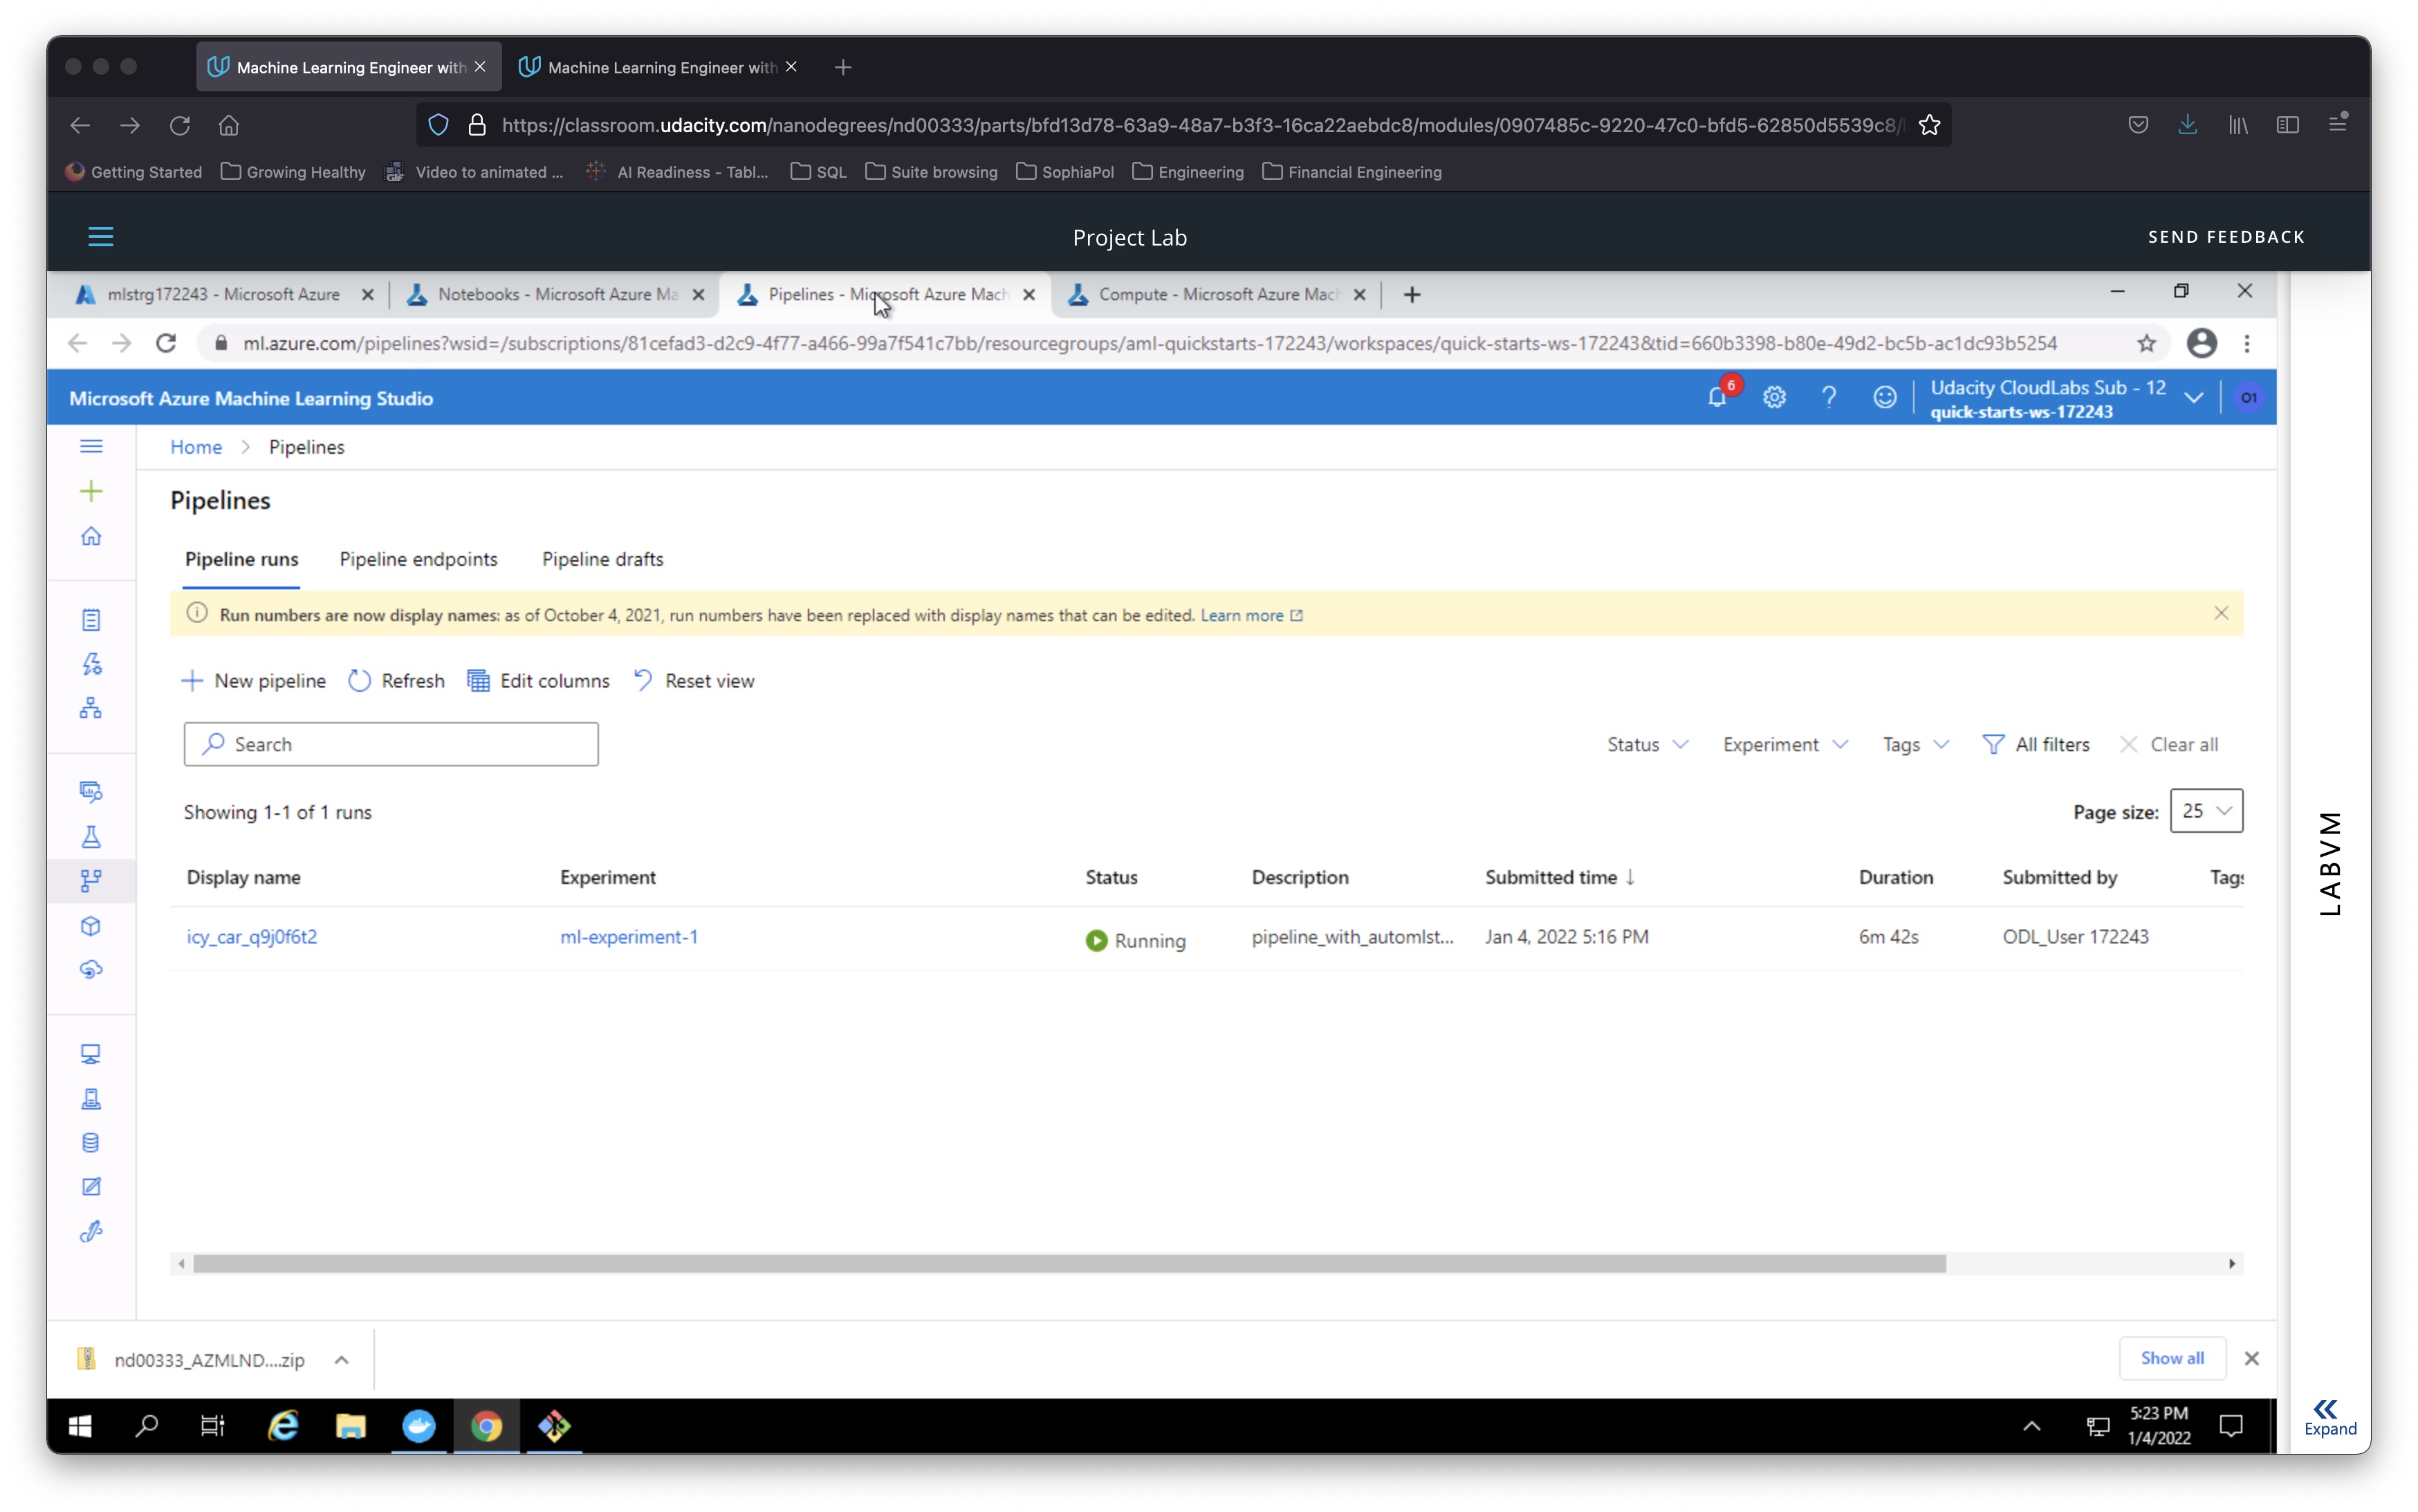 Machine Learning Engineer with
Machine Learning Engineer with
https://classroom.udacity.com/nanodegrees/nd00333/parts/bfd13d78-63a9-48a7-b3f3-16ca22aebdc8/modules/0907485c-9220-47c0-bfd5-62850d5539c8/
Getting Started
Growing Healthy
Video to animated ...
AI Readiness - Tabl...
SQL
Suite browsing
SophiaPol
Engineering
Financial Engineering
Project Lab
SEND FEEDBACK
mlstrg172243 - Microsoft Azure
Notebooks - Microsoft Azure Ma
Pipelines - Microsoft Azure Mach
Compute - Microsoft Azure Mac
ml.azure.com/pipelines?wsid=/subscriptions/81cefad3-d2c9-4f77-a466-99a7f541c7bb/resourcegroups/aml-quickstarts-172243/workspaces/quick-starts-ws-172243&tid=660b3398-b80e-49d2-bc5b-ac1dc93b5254
Microsoft Azure Machine Learning Studio
6
Udacity CloudLabs Sub - 12
quick-starts-ws-172243
O1
Home > Pipelines
Pipelines
Pipeline runs
Pipeline endpoints
Pipeline drafts
Run numbers are now display names: as of October 4, 2021, run numbers have been replaced with display names that can be edited. Learn more
New pipeline
Refresh
Edit columns
Reset view
Search
Status
Experiment
Tags
All filters
Clear all
Showing 1-1 of 1 runs
Page size: 25
Display name
Experiment
Status
Description
Submitted time ↓
Duration
Submitted by
Tags
icy_car_q9j0f6t2
ml-experiment-1
Running
pipeline_with_automlst...
Jan 4, 2022 5:16 PM
6m 42s
ODL_User 172243
LABVM
nd00333_AZMLND....zip
Show all
5:23 PM
1/4/2022
Expand